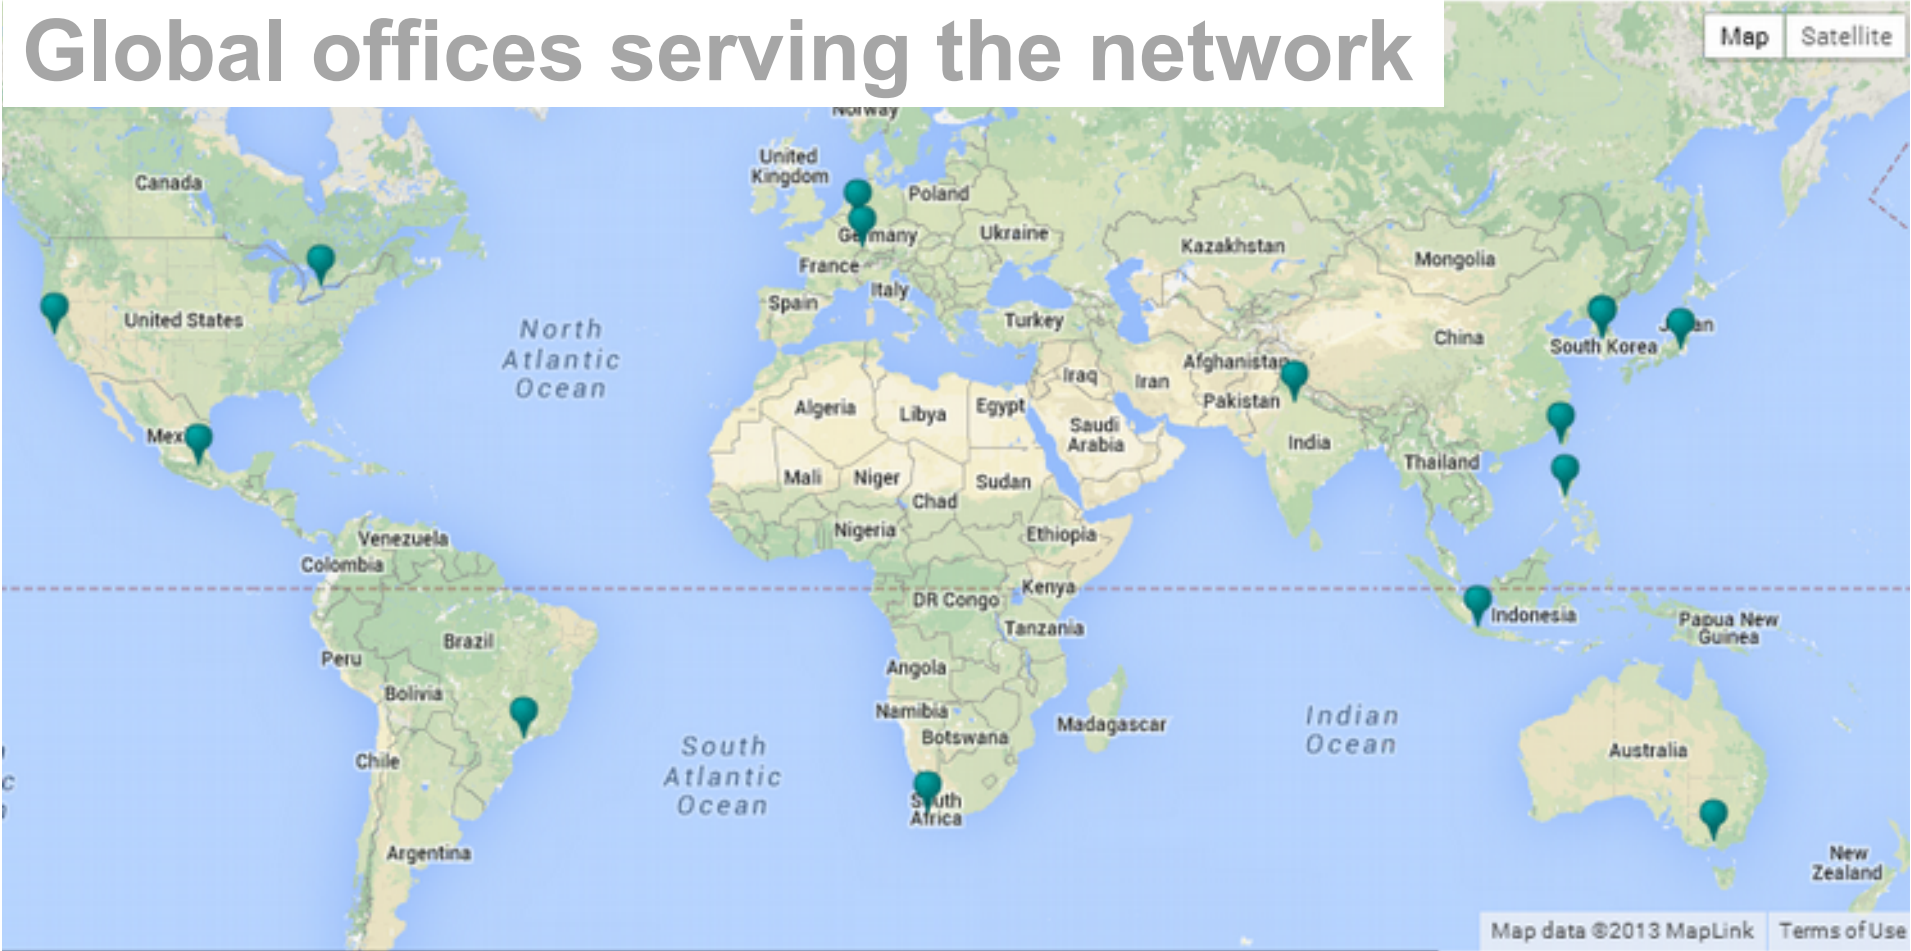 Global offices serving the network
Map
Satellite
Norway
United
Kingdom
Canada
Poland
Germany
Ukraine
Kazakhstan
Mongolia
France
Italy
Spain
United States
Turkey
North
Atlantic
Ocean
China
South Korea
Afghanistan
Iraq
Iran
Pakistan
Algeria
Libya
Egypt
Saudi
Arabia
India
Thailand
Mali
Niger
Chad
Sudan
Nigeria
Ethiopia
Venezuela
Colombia
Kenya
DR Congo
Tanzania
Indonesia
Papua New
Guinea
Brazil
Peru
Bolivia
Angola
Namibia
Botswana
Madagascar
South
Atlantic
Ocean
Indian
Ocean
Australia
Chile
South
Africa
Argentina
New
Zealand
Map data ©2013 MapLink
Terms of Use